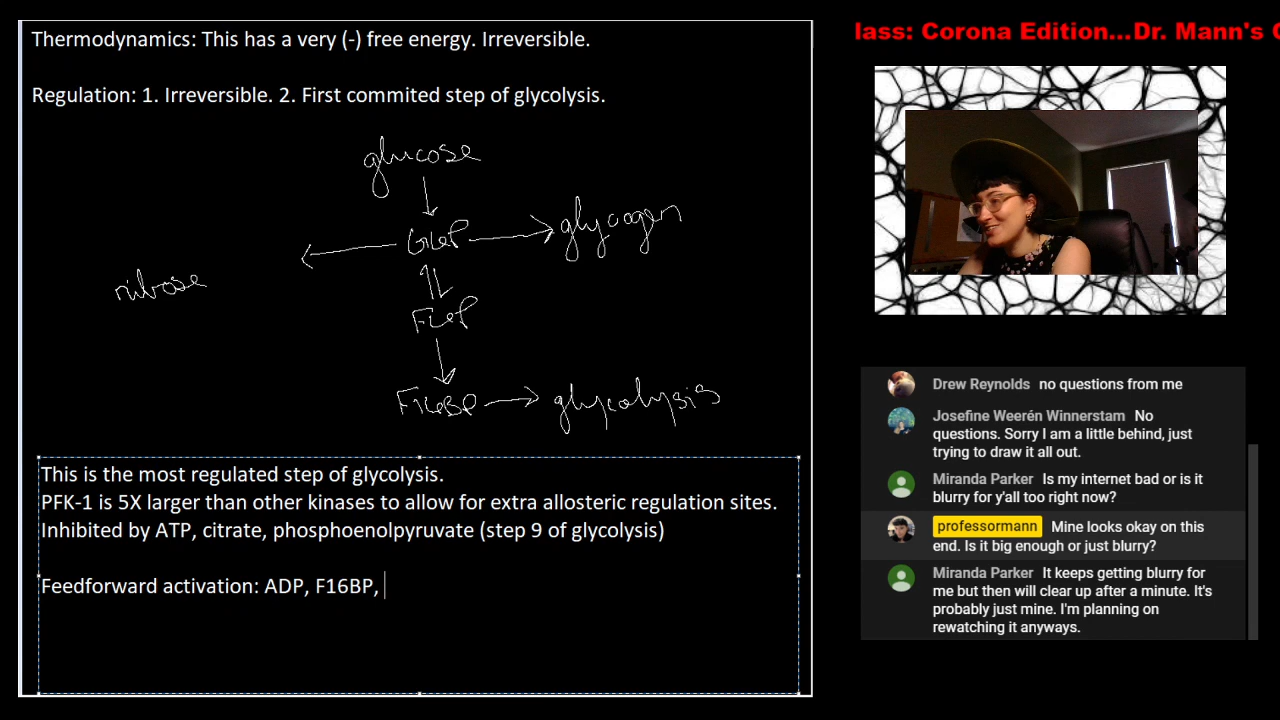 Thermodynamics: This has a very (-) free energy. Irreversible.
Regulation: 1. Irreversible. 2. First commited step of glycolysis.
glucose
G6P
glycogen
ribose
F6P
F16BP
glycolysis
This is the most regulated step of glycolysis.
PFK-1 is 5X larger than other kinases to allow for extra allosteric regulation sites.
Inhibited by ATP, citrate, phosphoenolpyruvate (step 9 of glycolysis)
Feedforward activation: ADP, F16BP,
lass: Corona Edition...Dr. Mann's
Drew Reynolds no questions from me
Josefine Weerén Winnerstam No
questions. Sorry I am a little behind, just
trying to draw it all out.
Miranda Parker Is my internet bad or is it
blurry for y'all too right now?
professormann Mine looks okay on this
end. Is it big enough or just blurry?
Miranda Parker It keeps getting blurry for
me but then will clear up after a minute. It's
probably just mine. I'm planning on
rewatching it anyways.